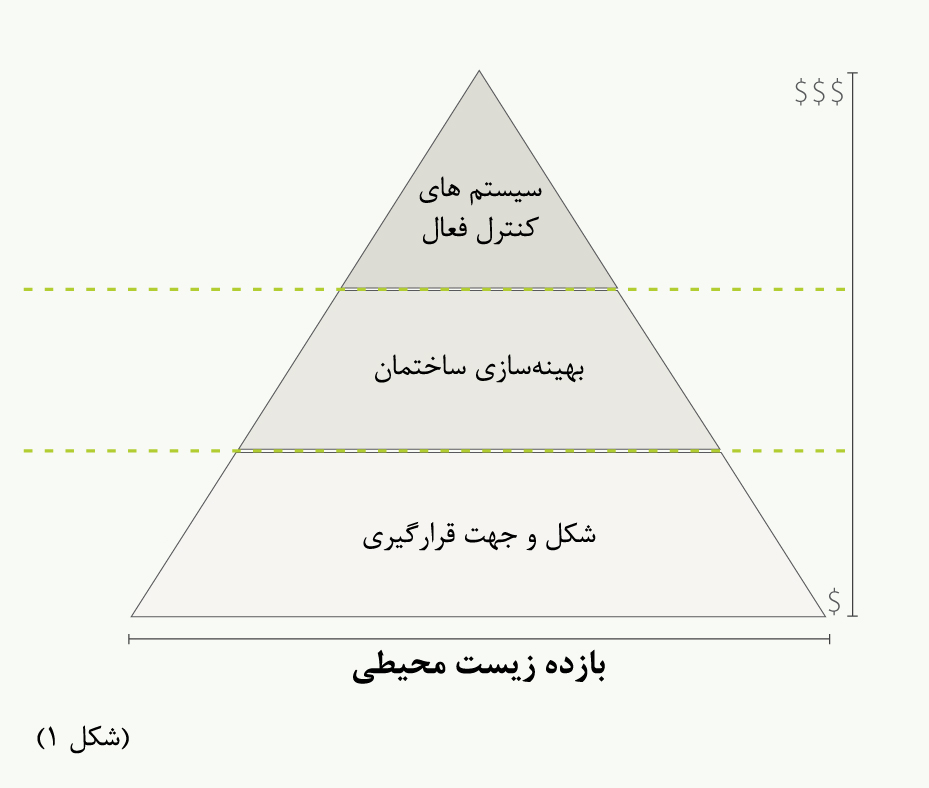 $$$
سیستم های
کنترل فعال
بهینه‌سازی ساختمان
شکل و جهت قرارگیری
$
بازده زیست محیطی
(شکل ۱)